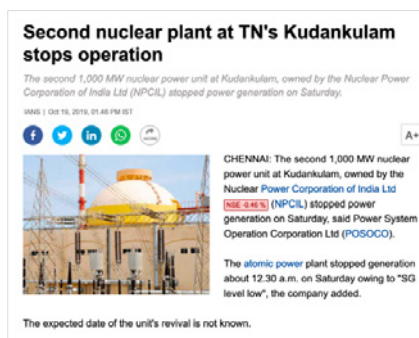 Second nuclear plant at TN's Kudankulam
stops operation
The second 1,000 MW nuclear power unit at Kudankulam, owned by the Nuclear Power
Corporation of India Ltd (NPCIL) stopped power generation on Saturday.
IANS | Oct 19, 2019, 01.46 PM IST
A+
CHENNAI: The second 1,000 MW nuclear
power unit at Kudankulam, owned by the
Nuclear Power Corporation of India Ltd
NSE -0.46 % (NPCIL) stopped power
generation on Saturday, said Power System
Operation Corporation Ltd (POSOCO).
The atomic power plant stopped generation
about 12.30 a.m. on Saturday owing to "SG
level low", the company added.
The expected date of the unit's revival is not known.